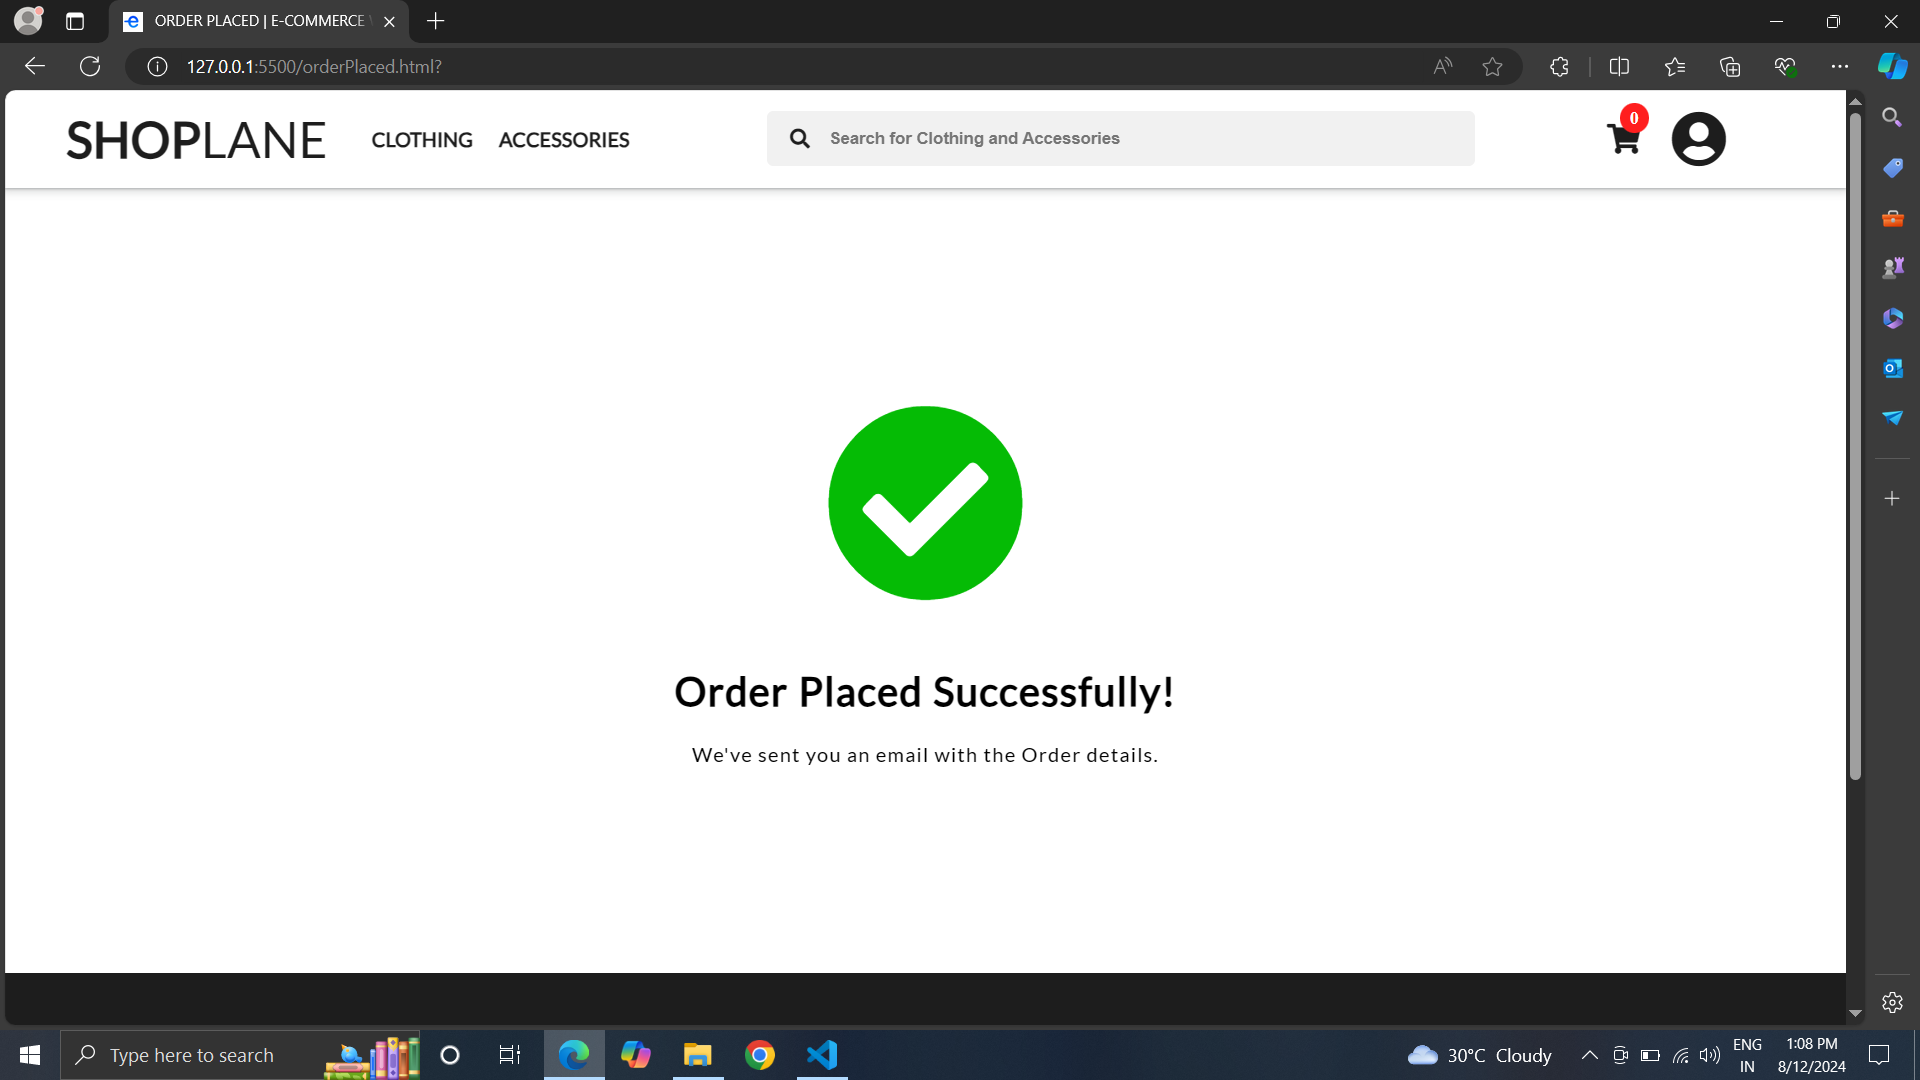 ORDER PLACED | E-COMMERCE
127.0.0.1:5500/orderPlaced.html?
SHOPLANE CLOTHING ACCESSORIES Search for Clothing and Accessories 0
Order Placed Successfully!
We've sent you an email with the Order details.
Type here to search
30°C Cloudy
ENG
IN
1:08 PM
8/12/2024